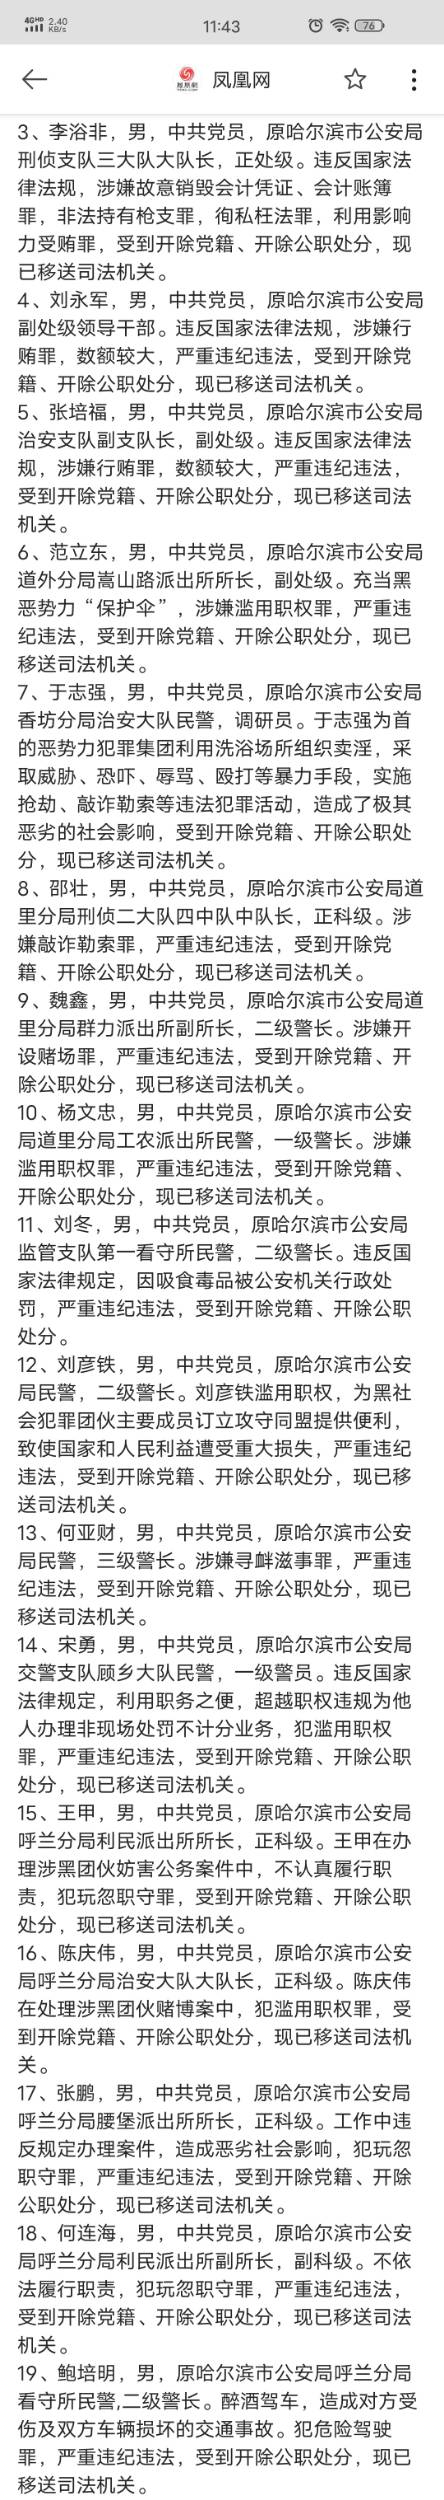 4GHD 2.40 KB/s 11:43 76
凤凰网
3、李浴非，男，中共党员，原哈尔滨市公安局
刑侦支队三大队大队长，正处级。违反国家法
律法规，涉嫌故意销毁会计凭证、会计账簿
罪，非法持有枪支罪，徇私枉法罪，利用影响
力受贿罪，受到开除党籍、开除公职处分，现
已移送司法机关。
4、刘永军，男，中共党员，原哈尔滨市公安局
副处级领导干部。违反国家法律法规，涉嫌行
贿罪，数额较大，严重违纪违法，受到开除党
籍、开除公职处分，现已移送司法机关。
5、张培福，男，中共党员，原哈尔滨市公安局
治安支队副支队长，副处级。违反国家法律法
规，涉嫌行贿罪，数额较大，严重违纪违法，
受到开除党籍、开除公职处分，现已移送司法
机关。
6、范立东，男，中共党员，原哈尔滨市公安局
道外分局嵩山路派出所所长，副处级。充当黑
恶势力“保护伞”，涉嫌滥用职权罪，严重违
纪违法，受到开除党籍、开除公职处分，现已
移送司法机关。
7、于志强，男，中共党员，原哈尔滨市公安局
香坊分局治安大队民警，调研员。于志强为首
的恶势力犯罪集团利用洗浴场所组织卖淫，采
取威胁、恐吓、辱骂、殴打等暴力手段，实施
抢劫、敲诈勒索等违法犯罪活动，造成了极其
恶劣的社会影响，受到开除党籍、开除公职处
分，现已移送司法机关。
8、邵壮，男，中共党员，原哈尔滨市公安局道
里分局刑侦二大队四中队中队长，正科级。涉
嫌敲诈勒索罪，严重违纪违法，受到开除党
籍、开除公职处分，现已移送司法机关。
9、魏鑫，男，中共党员，原哈尔滨市公安局道
里分局群力派出所副所长，二级警长。涉嫌开
设赌场罪，严重违纪违法，受到开除党籍、开
除公职处分，现已移送司法机关。
10、杨文忠，男，中共党员，原哈尔滨市公安
局道里分局工农派出所民警，一级警长。涉嫌
滥用职权罪，严重违纪违法，受到开除党籍、
开除公职处分，现已移送司法机关。
11、刘冬，男，中共党员，原哈尔滨市公安局
监管支队第一看守所民警，二级警长。违反国
家法律规定，因吸食毒品被公安机关行政处
罚，严重违纪违法，受到开除党籍、开除公职
处分。
12、刘彦铁，男，中共党员，原哈尔滨市公安
局民警，二级警长。刘彦铁滥用职权，为黑社
会犯罪团伙主要成员订立攻守同盟提供便利，
致使国家和人民利益遭受重大损失，严重违纪
违法，受到开除党籍、开除公职处分，现已移
送司法机关。
13、何亚财，男，中共党员，原哈尔滨市公安
局民警，三级警长。涉嫌寻衅滋事罪，严重违
纪违法，受到开除党籍、开除公职处分，现已
移送司法机关。
14、宋勇，男，中共党员，原哈尔滨市公安局
交警支队顾乡大队民警，一级警员。违反国家
法律规定，利用职务之便，超越职权违规为他
人办理非现场处罚不计分业务，犯滥用职权
罪，严重违纪违法，受到开除党籍、开除公职
处分，现已移送司法机关。
15、王甲，男，中共党员，原哈尔滨市公安局
呼兰分局利民派出所所长，正科级。王甲在办
理涉黑团伙妨害公务案件中，不认真履行职
责，犯玩忽职守罪，受到开除党籍、开除公职
处分，现已移送司法机关。
16、陈庆伟，男，中共党员，原哈尔滨市公安
局呼兰分局治安大队大队长，正科级。陈庆伟
在处理涉黑团伙赌博案中，犯滥用职权罪，受
到开除党籍、开除公职处分，现已移送司法机
关。
17、张鹏，男，中共党员，原哈尔滨市公安局
呼兰分局腰堡派出所所长，正科级。工作中违
反规定办理案件，造成恶劣社会影响，犯玩忽
职守罪，严重违纪违法，受到开除党籍、开除
公职处分，现已移送司法机关。
18、何连海，男，中共党员，原哈尔滨市公安
局呼兰分局利民派出所副所长，副科级。不依
法履行职责，犯玩忽职守罪，严重违纪违法，
受到开除党籍、开除公职处分，现已移送司法
机关。
19、鲍培明，男，原哈尔滨市公安局呼兰分局
看守所民警,二级警长。醉酒驾车，造成对方受
伤及双方车辆损坏的交通事故。犯危险驾驶
罪，严重违纪违法，受到开除公职处分，现已
移送司法机关。